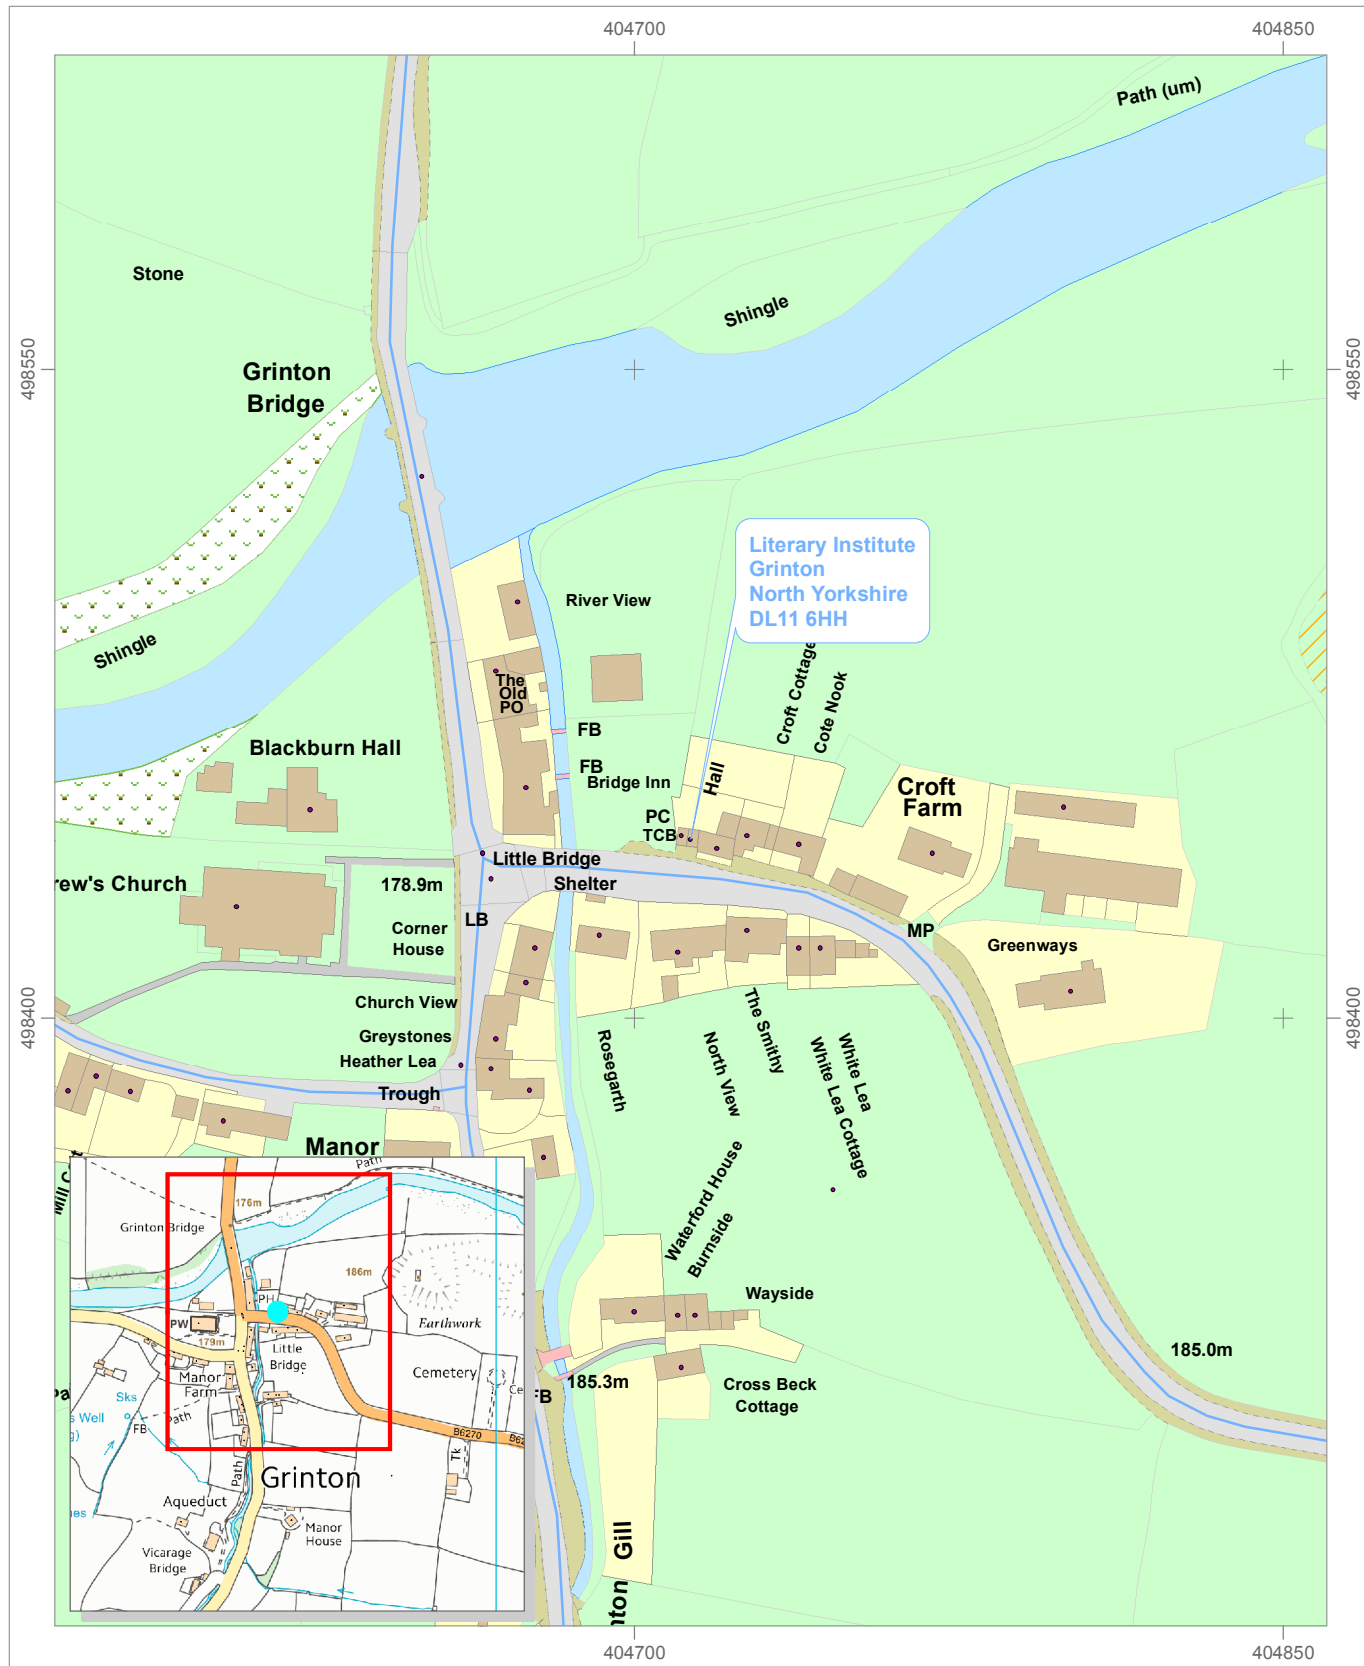 404700
404850
Path (um)
Stone
Shingle
498550
498550
Grinton
Bridge
Literary Institute
Grinton
North Yorkshire
DL11 6HH
River View
Shingle
Croft Cottage
Cote Nook
The
Old
PO
FB
Blackburn Hall
FB
Bridge Inn
Hall
Croft
Farm
PC
TCB
Little Bridge
rew's Church
178.9m
Shelter
LB
Corner
House
MP
Greenways
Church View
498400
498400
Greystones
Heather Lea
Trough
Rosegarth
North View
The Smithy
White Lea
White Lea Cottage
Manor
Waterford House
Burnside
Wayside
185.0m
185.3m
Cross Beck
Cottage
FB
nton Gill
Path
176m
Grinton Bridge
186m
PH
PW
Earthwork
179m
Little
Bridge
Manor
Farm
Cemetery
Ce
Sks
s Well
Path
FB
B6270
B62
Tk
Path
Grinton
Aqueduct
Manor
House
Vicarage
Bridge
404700
404850